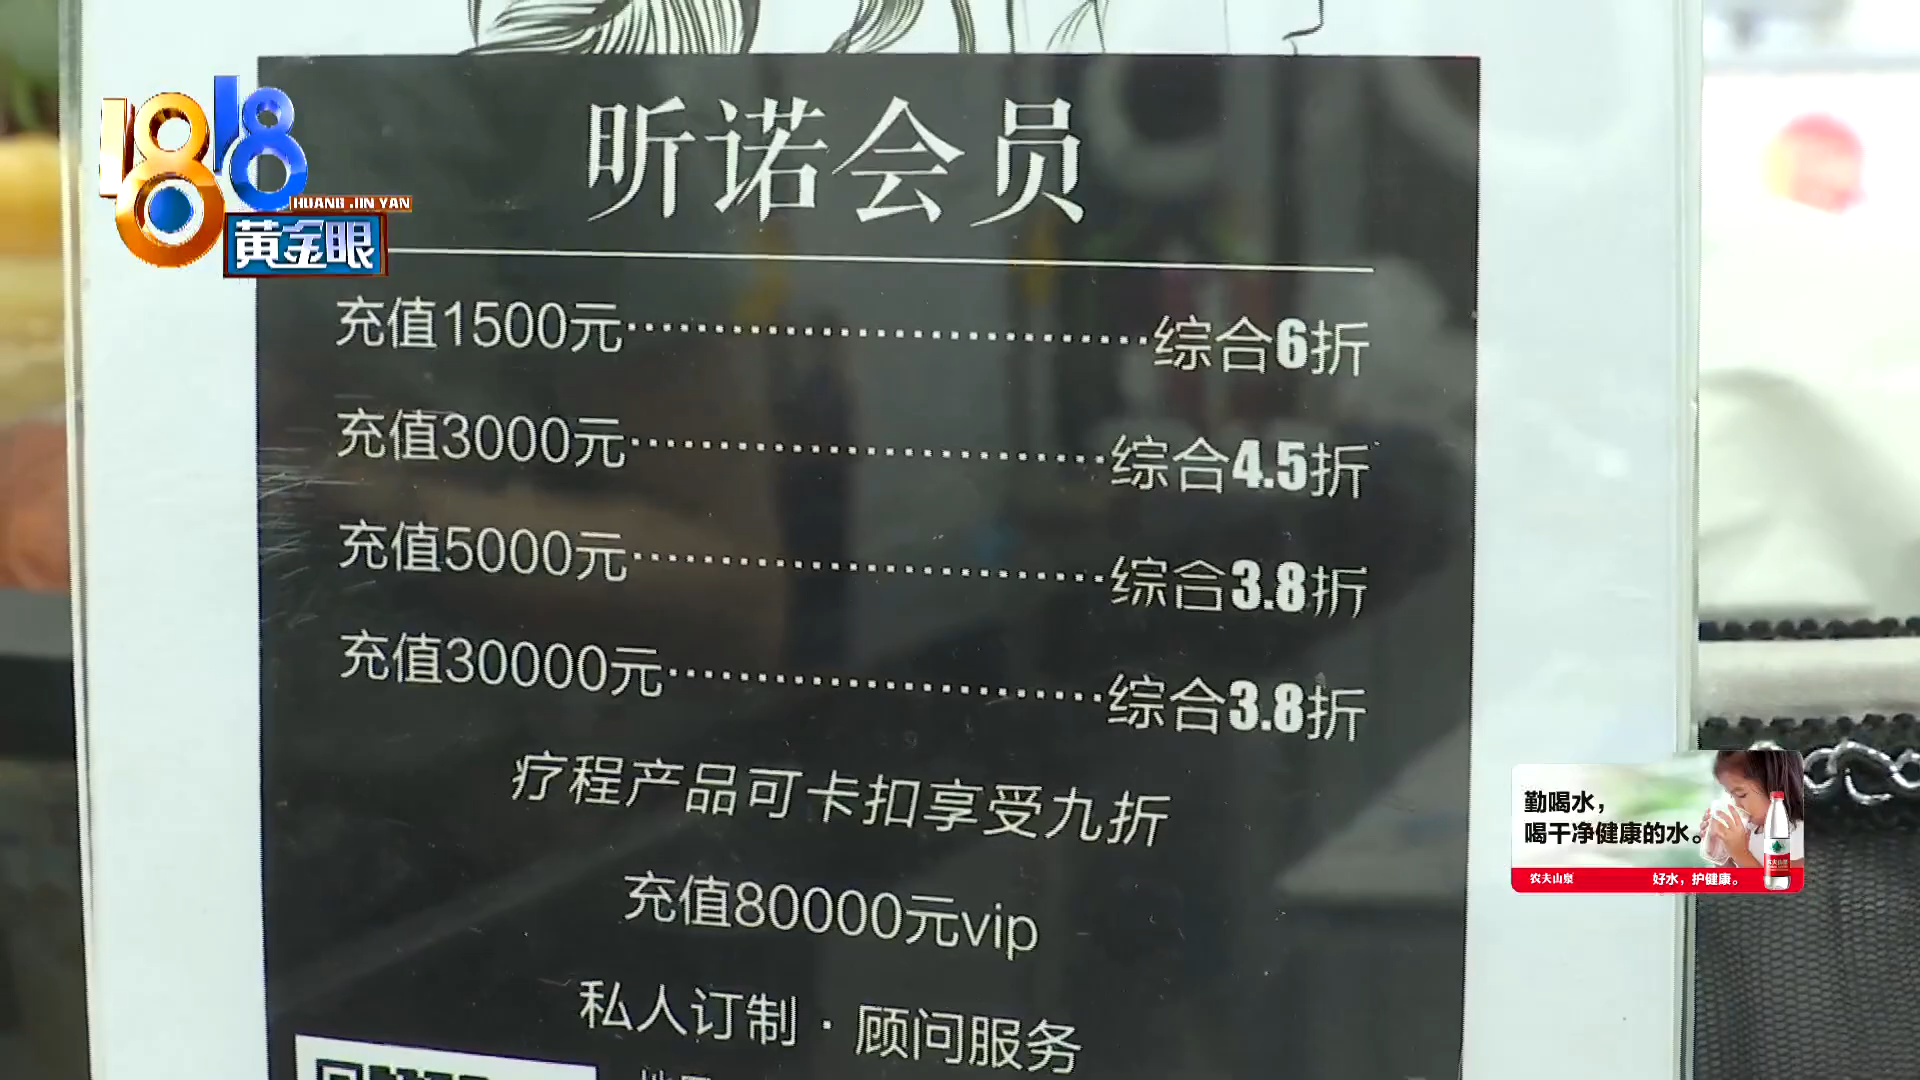 昕诺会员
1818
HUANG JIN YAN
黄金眼
充值1500元 综合6折
充值3000元 综合4.5折
充值5000元 综合3.8折
充值30000元 综合3.8折
疗程产品可卡扣享受九折
充值80000元vip
私人订制·顾问服务
勤喝水，
喝干净健康的水。
农夫山泉 好水，护健康。